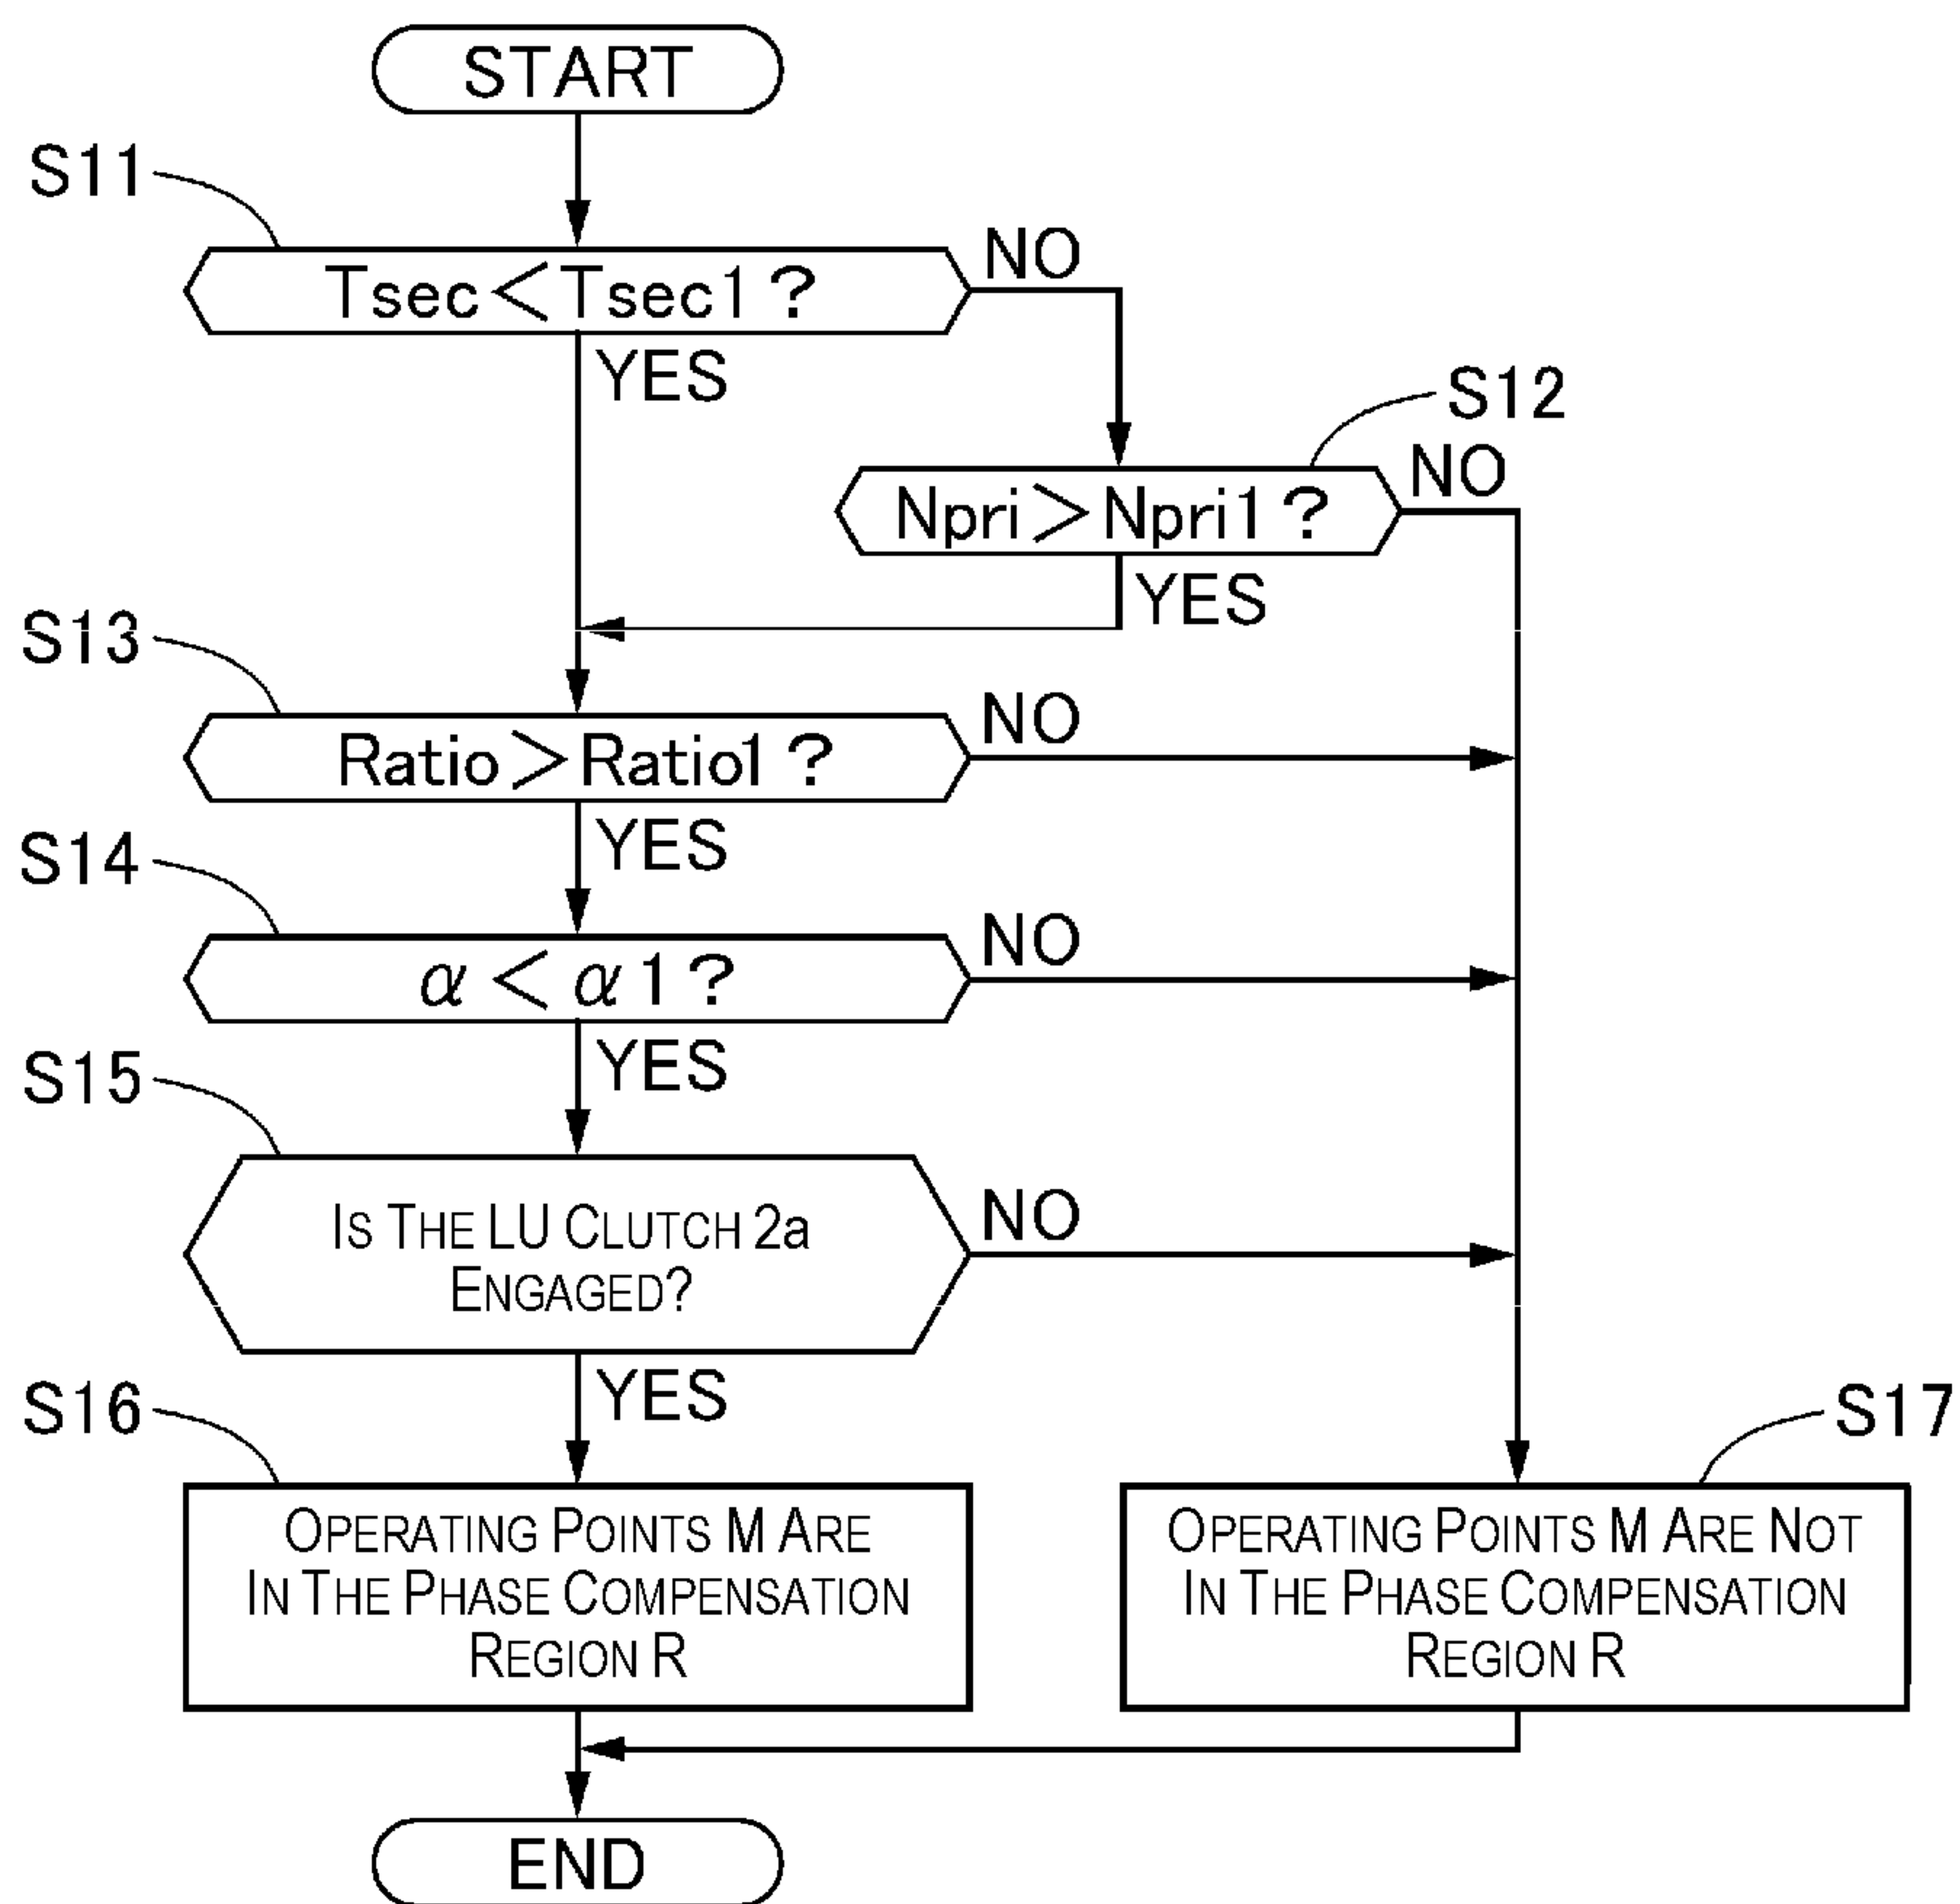 START
S11
Tsec<Tsec1?
NO
YES
S12
Npri>Npri1?
NO
YES
S13
Ratio>Ratio1?
NO
YES
S14
α<α1?
NO
YES
S15
IS THE LU CLUTCH 2a
ENGAGED?
NO
YES
S16
OPERATING POINTS M ARE
IN THE PHASE COMPENSATION
REGION R
S17
OPERATING POINTS M ARE NOT
IN THE PHASE COMPENSATION
REGION R
END